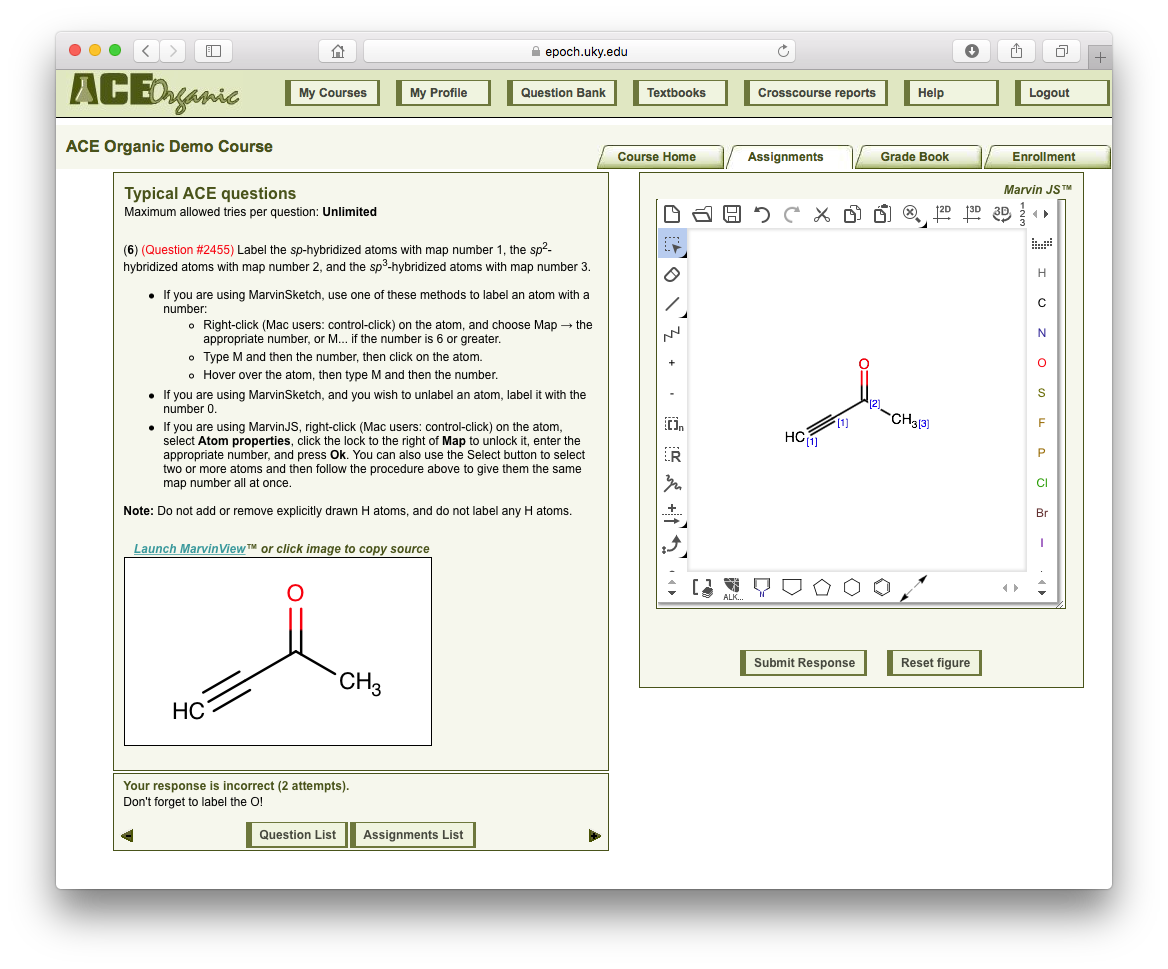 epoch.uky.edu
ACE Organic
My Courses
My Profile
Question Bank
Textbooks
Crosscourse reports
Help
Logout
ACE Organic Demo Course
Course Home
Assignments
Grade Book
Enrollment
Typical ACE questions
Maximum allowed tries per question: Unlimited
(6) (Question #2455) Label the sp-hybridized atoms with map number 1, the sp2-
hybridized atoms with map number 2, and the sp3-hybridized atoms with map number 3.
• If you are using MarvinSketch, use one of these methods to label an atom with a
number:
◦ Right-click (Mac users: control-click) on the atom, and choose Map → the
appropriate number, or M... if the number is 6 or greater.
◦ Type M and then the number, then click on the atom.
◦ Hover over the atom, then type M and then the number.
• If you are using MarvinSketch, and you wish to unlabel an atom, label it with the
number 0.
• If you are using MarvinJS, right-click (Mac users: control-click) on the atom,
select Atom properties, click the lock to the right of Map to unlock it, enter the
appropriate number, and press Ok. You can also use the Select button to select
two or more atoms and then follow the procedure above to give them the same
map number all at once.
Note: Do not add or remove explicitly drawn H atoms, and do not label any H atoms.
Launch MarvinView™ or click image to copy source
O
CH3
HC
Your response is incorrect (2 attempts).
Don't forget to label the O!
Question List
Assignments List
Marvin JS™
2D
3D
3D
1
2
3
H
C
N
O
S
F
P
Cl
Br
I
+
-
[]n
R
O
[2]
CH3[3]
[1]
HC[1]
ALK...
N
Submit Response
Reset figure